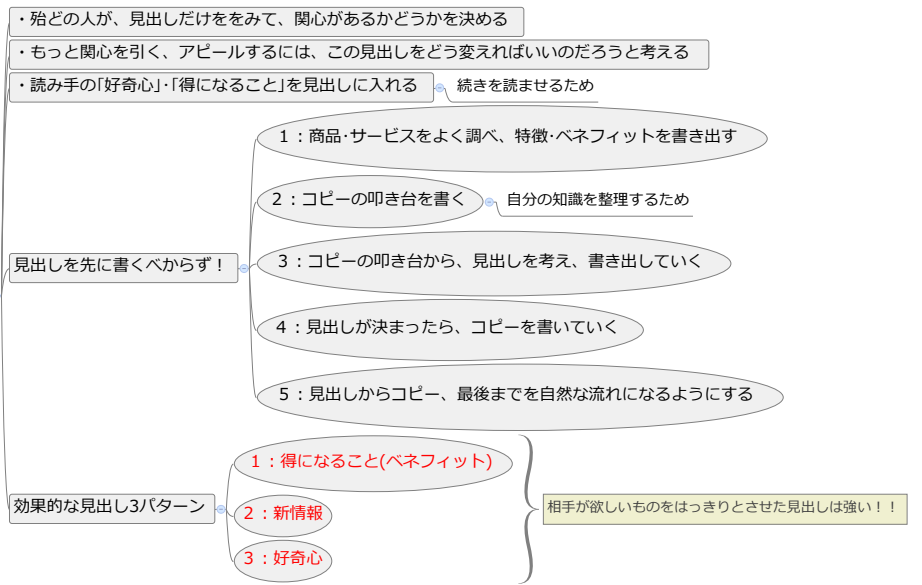 ・殆どの人が、見出しだけををみて、関心があるかどうかを決める
・もっと関心を引く、アピールするには、この見出しをどう変えればいいのだろうと考える
・読み手の｢好奇心｣･｢得になること｣を見出しに入れる
続きを読ませるため
見出しを先に書くべからず！
１：商品･サービスをよく調べ、特徴･ベネフィットを書き出す
２：コピーの叩き台を書く
自分の知識を整理するため
３：コピーの叩き台から、見出しを考え、書き出していく
４：見出しが決まったら、コピーを書いていく
５：見出しからコピー、最後までを自然な流れになるようにする
効果的な見出し3パターン
１：得になること(ベネフィット)
２：新情報
３：好奇心
相手が欲しいものをはっきりとさせた見出しは強い！！